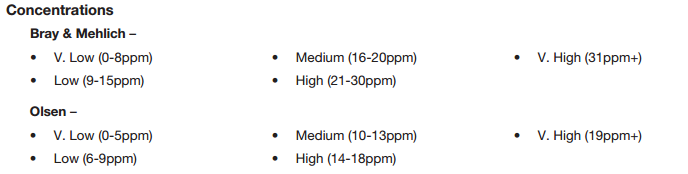 Concentrations
Bray & Mehlich –
• V. Low (0-8ppm) • Medium (16-20ppm) • V. High (31ppm+)
• Low (9-15ppm) • High (21-30ppm)
Olsen –
• V. Low (0-5ppm) • Medium (10-13ppm) • V. High (19ppm+)
• Low (6-9ppm) • High (14-18ppm)